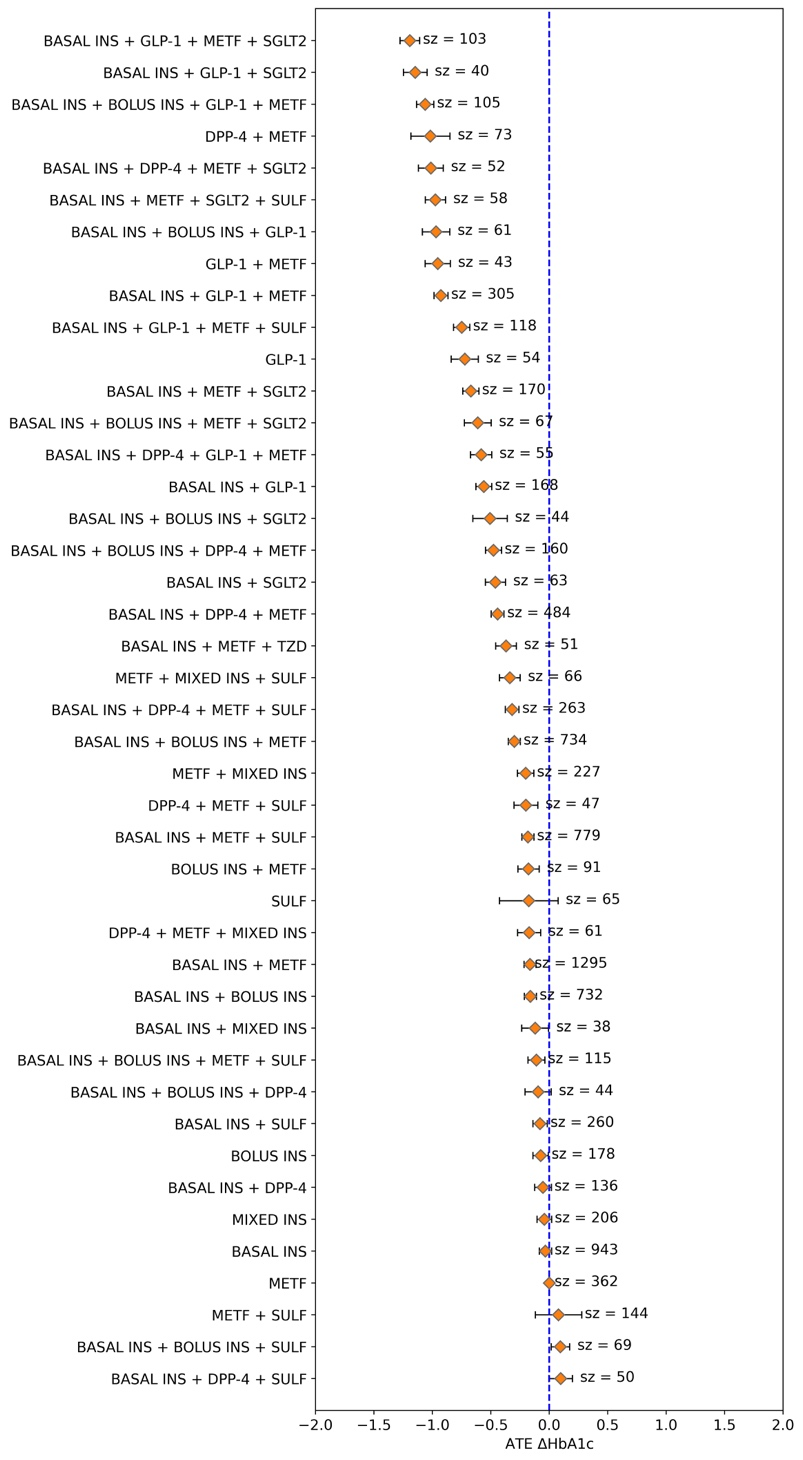 BASAL INS + GLP-1 + METF + SGLT2 sz = 103
BASAL INS + GLP-1 + SGLT2 sz = 40
BASAL INS + BOLUS INS + GLP-1 + METF sz = 105
DPP-4 + METF sz = 73
BASAL INS + DPP-4 + METF + SGLT2 sz = 52
BASAL INS + METF + SGLT2 + SULF sz = 58
BASAL INS + BOLUS INS + GLP-1 sz = 61
GLP-1 + METF sz = 43
BASAL INS + GLP-1 + METF sz = 305
BASAL INS + GLP-1 + METF + SULF sz = 118
GLP-1 sz = 54
BASAL INS + METF + SGLT2 sz = 170
BASAL INS + BOLUS INS + METF + SGLT2 sz = 67
BASAL INS + DPP-4 + GLP-1 + METF sz = 55
BASAL INS + GLP-1 sz = 168
BASAL INS + BOLUS INS + SGLT2 sz = 44
BASAL INS + BOLUS INS + DPP-4 + METF sz = 160
BASAL INS + SGLT2 sz = 63
BASAL INS + DPP-4 + METF sz = 484
BASAL INS + METF + TZD sz = 51
METF + MIXED INS + SULF sz = 66
BASAL INS + DPP-4 + METF + SULF sz = 263
BASAL INS + BOLUS INS + METF sz = 734
METF + MIXED INS sz = 227
DPP-4 + METF + SULF sz = 47
BASAL INS + METF + SULF sz = 779
BOLUS INS + METF sz = 91
SULF sz = 65
DPP-4 + METF + MIXED INS sz = 61
BASAL INS + METF sz = 1295
BASAL INS + BOLUS INS sz = 732
BASAL INS + MIXED INS sz = 38
BASAL INS + BOLUS INS + METF + SULF sz = 115
BASAL INS + BOLUS INS + DPP-4 sz = 44
BASAL INS + SULF sz = 260
BOLUS INS sz = 178
BASAL INS + DPP-4 sz = 136
MIXED INS sz = 206
BASAL INS sz = 943
METF sz = 362
METF + SULF sz = 144
BASAL INS + BOLUS INS + SULF sz = 69
BASAL INS + DPP-4 + SULF sz = 50
−2.0 −1.5 −1.0 −0.5 0.0 0.5 1.0 1.5 2.0
ATE ΔHbA1c